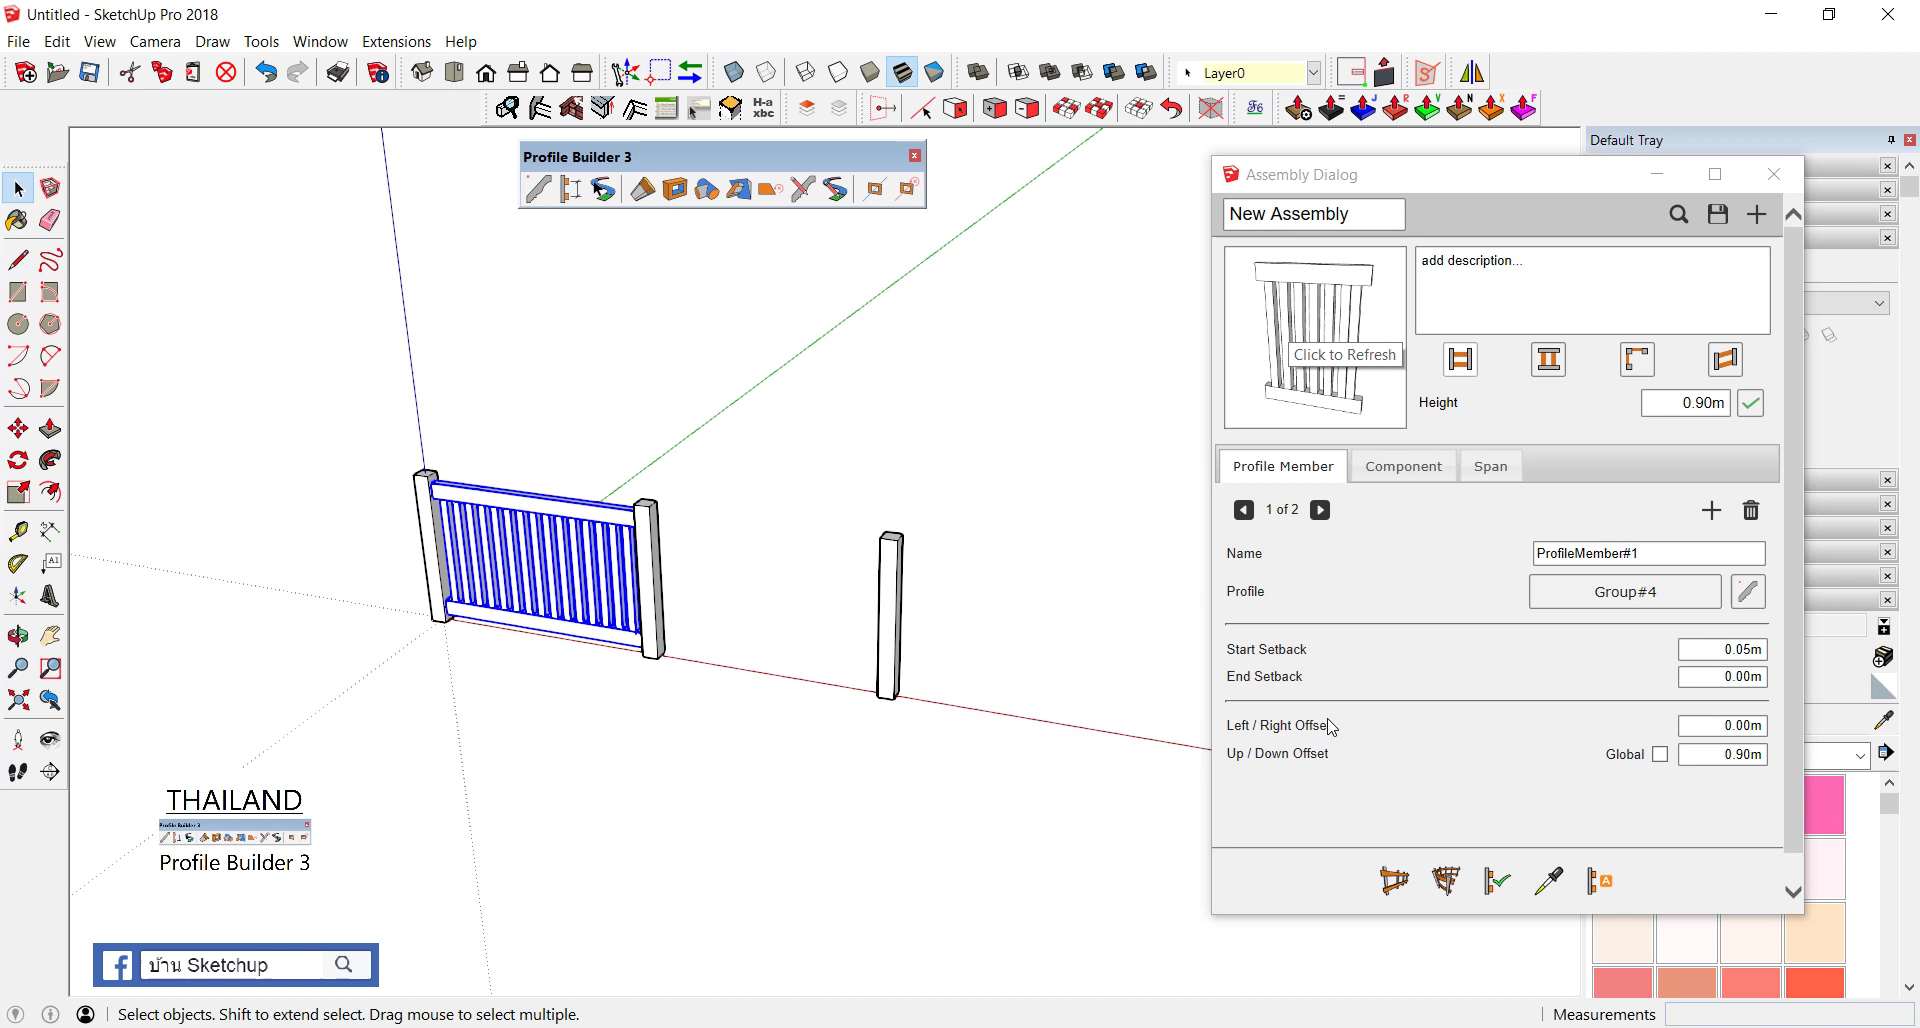 Untitled - SketchUp Pro 2018
File Edit View Camera Draw Tools Window Extensions Help
Layer0
H-a
xbc
Profile Builder 3
Default Tray
Assembly Dialog
New Assembly
add description...
Click to Refresh
Height 0.90m
Profile Member Component Span
1 of 2
Name ProfileMember#1
Profile Group#4
Start Setback 0.05m
End Setback 0.00m
Left / Right Offset 0.00m
Up / Down Offset Global 0.90m
THAILAND
Profile Builder 3
Profile Builder 3
บ้าน Sketchup
Select objects. Shift to extend select. Drag mouse to select multiple.
Measurements